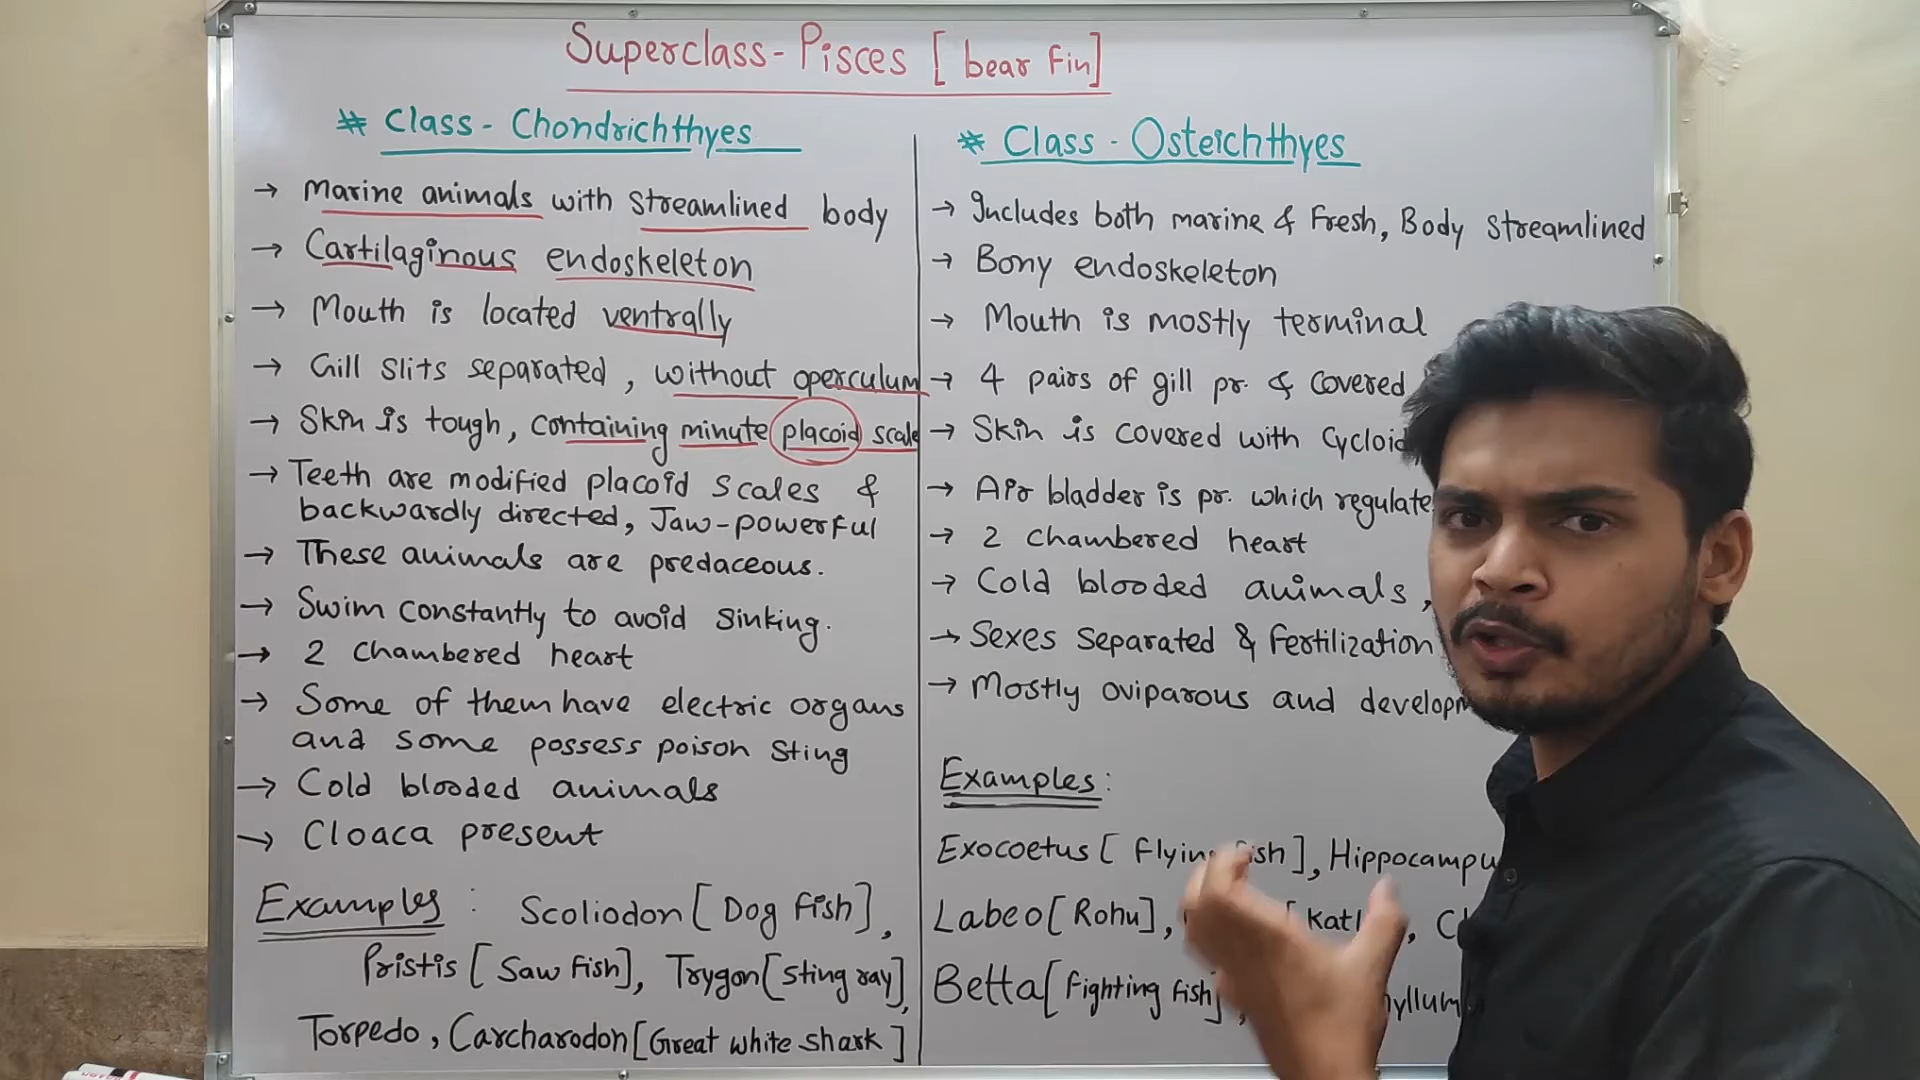 Superclass - Pisces [ bear Fin ]
* Class - Chondrichthyes
→ Marine animals with streamlined body
→ Cartilaginous endoskeleton
→ Mouth is located ventrally
→ Gill slits separated, without operculum
→ Skin is tough, containing minute placoid scale
→ Teeth are modified placoid scales &
backwardly directed, Jaw-powerful
→ These animals are predaceous.
→ Swim constantly to avoid sinking.
→ 2 chambered heart
→ Some of them have electric organs
and some possess poison sting
→ Cold blooded animals
→ Cloaca present
Examples : Scoliodon [ Dog fish ],
Pristis [ Saw fish ], Trygon [ sting ray ],
Torpedo, Carcharodon [ Great white shark ]
* Class - Osteichthyes
→ Includes both marine & Fresh, Body streamlined
→ Bony endoskeleton
→ Mouth is mostly terminal
→ 4 pairs of gill pr. & covered
→ Skin is covered with cycloid
→ Air bladder is pr. which regulate
→ 2 chambered heart
→ Cold blooded animals,
→ Sexes separated & fertilization
→ Mostly oviparous and
Examples:
Exocoetus [ fish ],
Labeo [ Rohu ],
Betta [ Fighting fish ],